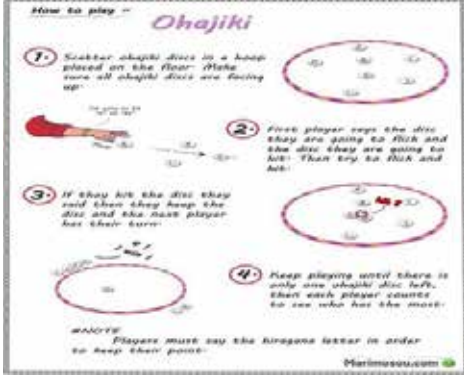 How to play -
Ohajiki
1.
Scatter ohajiki discs in a hoop
placed on the floor. Make
sure all ohajiki discs are facing
up.
2.
First player says the disc
they are going to flick and
the disc they are going to
hit. Then try to flick and
hit.
3.
If they hit the disc they
said then they keep the
disc and the next player
has their turn.
4.
Keep playing until there is
only one ohajiki disc left,
then each player counts
to see who has the most.
#NOTE
Players must say the hiragana letter in order
to keep their point.
Marimosou.com